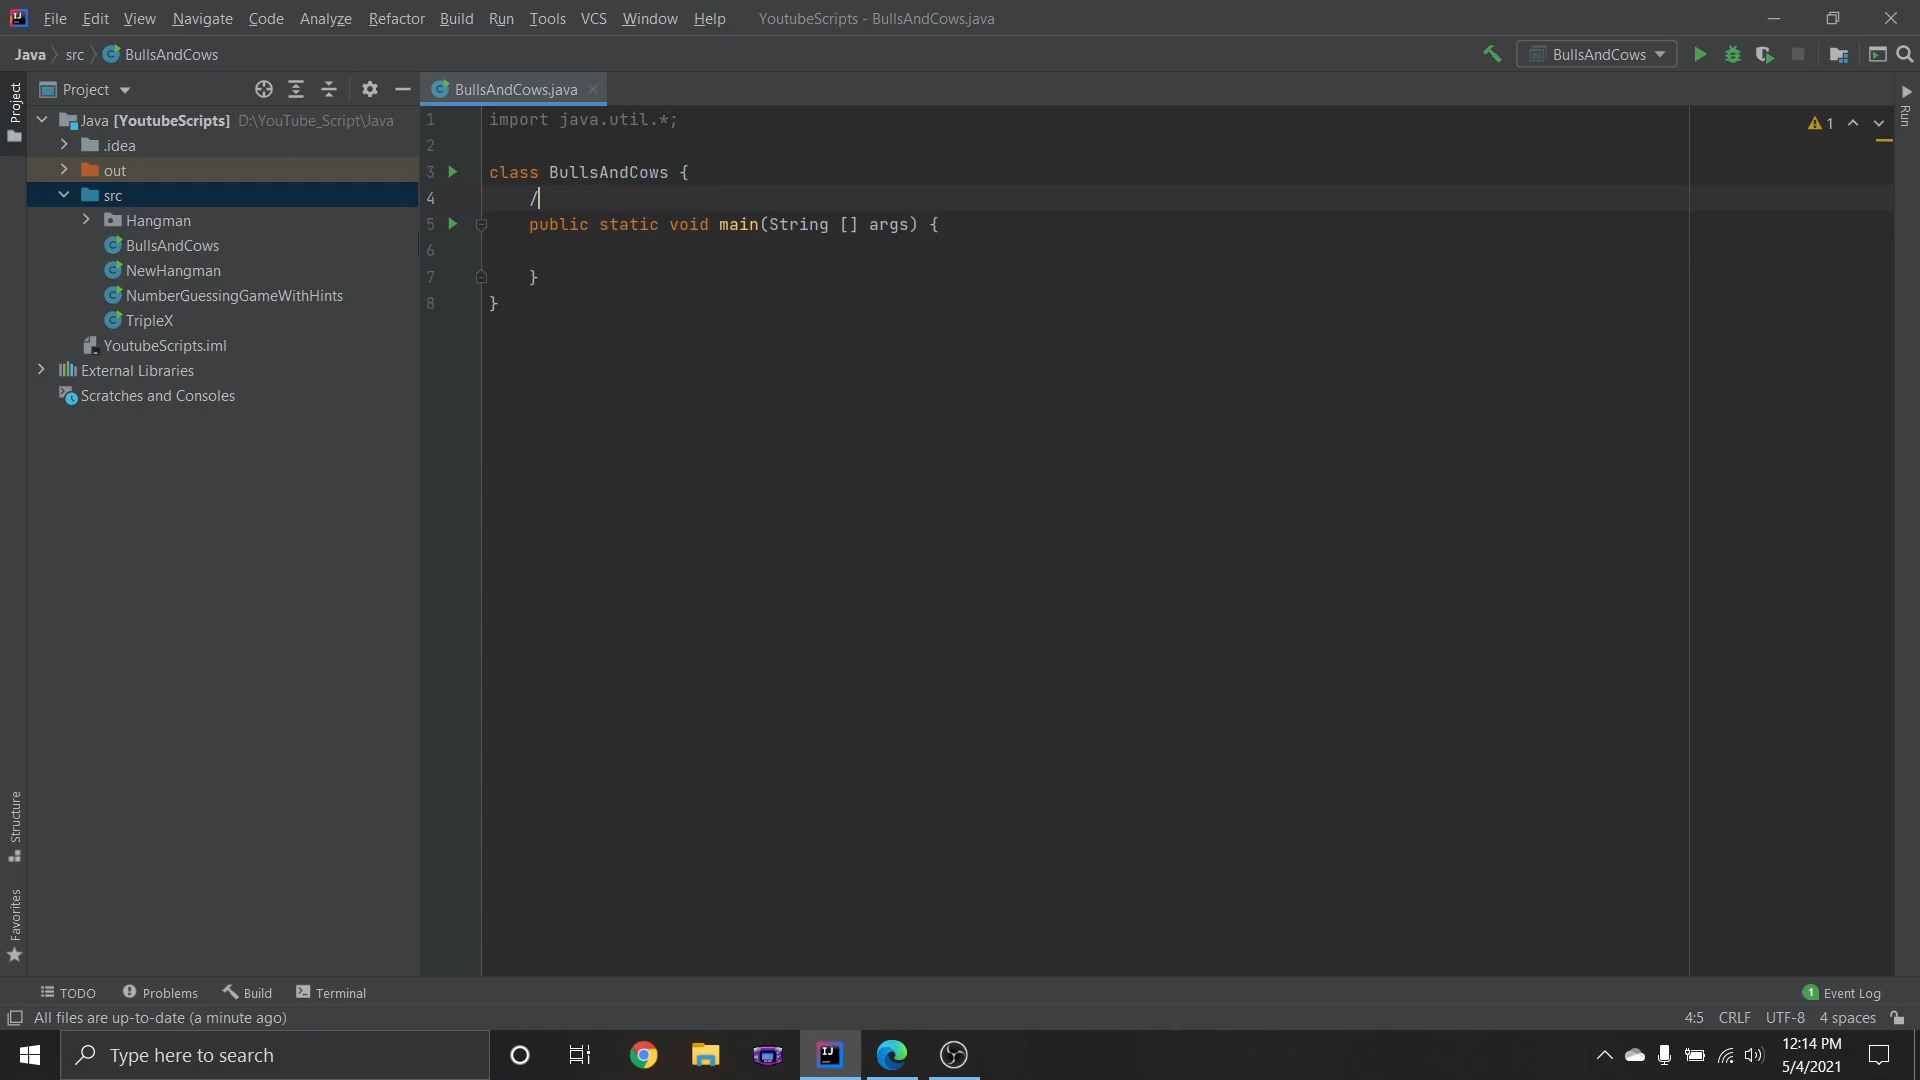 File Edit View Navigate Code Analyze Refactor Build Run Tools VCS Window Help YoutubeScripts - BullsAndCows.java
Java src BullsAndCows BullsAndCows
Project Project BullsAndCows.java Run
Java [YoutubeScripts] D:\YouTube_Script\Java
.idea
out
src
Hangman
BullsAndCows
NewHangman
NumberGuessingGameWithHints
TripleX
YoutubeScripts.iml
External Libraries
Scratches and Consoles
1 import java.util.*;
2
3 class BullsAndCows {
4 /
5 public static void main(String [] args) {
6
7 }
8 }
1
Structure
Favorites
TODO Problems Build Terminal 1 Event Log
All files are up-to-date (a minute ago) 4:5 CRLF UTF-8 4 spaces
Type here to search
12:14 PM
5/4/2021